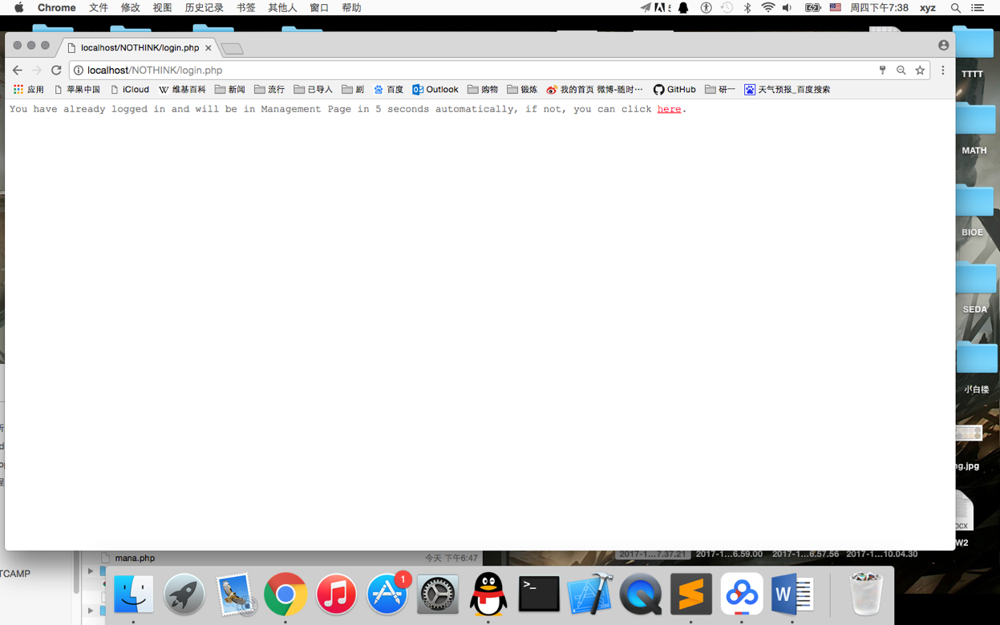 Chrome 文件 修改 视图 历史记录 书签 其他人 窗口 帮助 周四下午7:38 xyz
localhost/NOTHINK/login.php
localhost/NOTHINK/login.php
应用 苹果中国 iCloud W 维基百科 新闻 流行 已导入 剧 百度 Outlook 购物 锻炼 我的首页 微博-随时… GitHub 研一 天气预报_百度搜索
You have already logged in and will be in Management Page in 5 seconds automatically, if not, you can click here.
TTTT
MATH
BIOE
SEDA
小白楼
ng.jpg
W2
mana.php 今天 下午6:47
2017-1...7.37.21 2017-1...6.59.00 2017-1...6.57.56 2017-1...10.04.30
TCAMP
1
>_
W